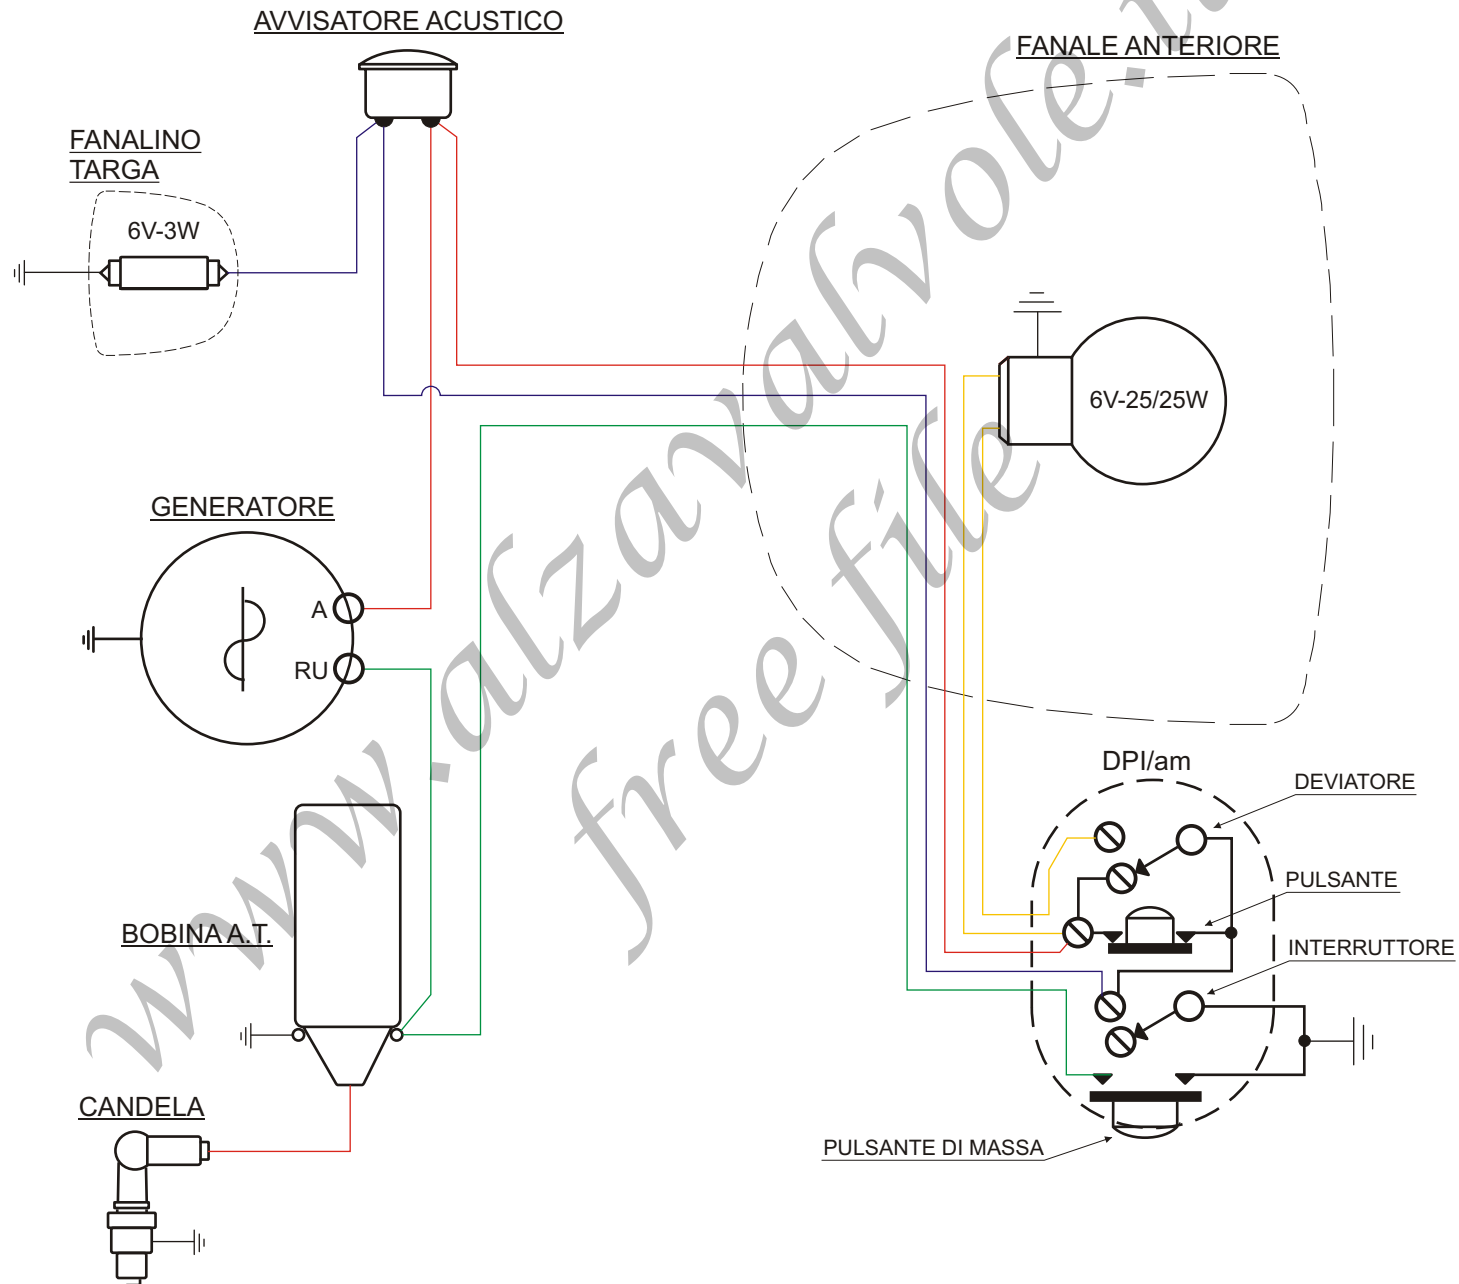 AVVISATORE ACUSTICO
FANALE ANTERIORE
FANALINO
TARGA
6V-3W
6V-25/25W
GENERATORE
A
RU
DPI/am
DEVIATORE
PULSANTE
BOBINA A.T.
INTERRUTTORE
CANDELA
PULSANTE DI MASSA
www.alzavalvole.it
free file